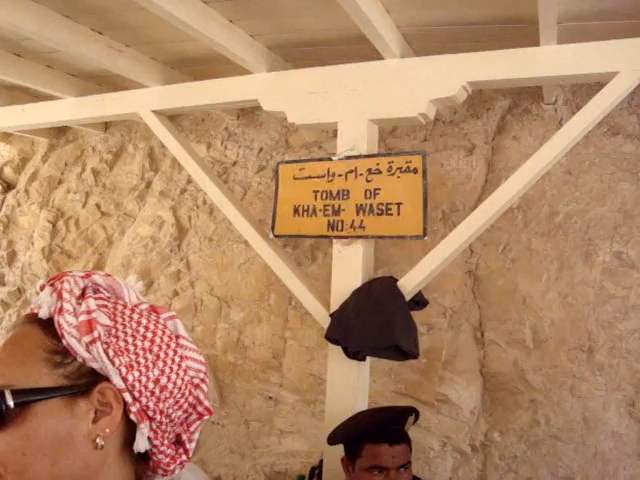 مقبرة خع-ام-واست
TOMB OF
KHA-EM- WASET
NO:44